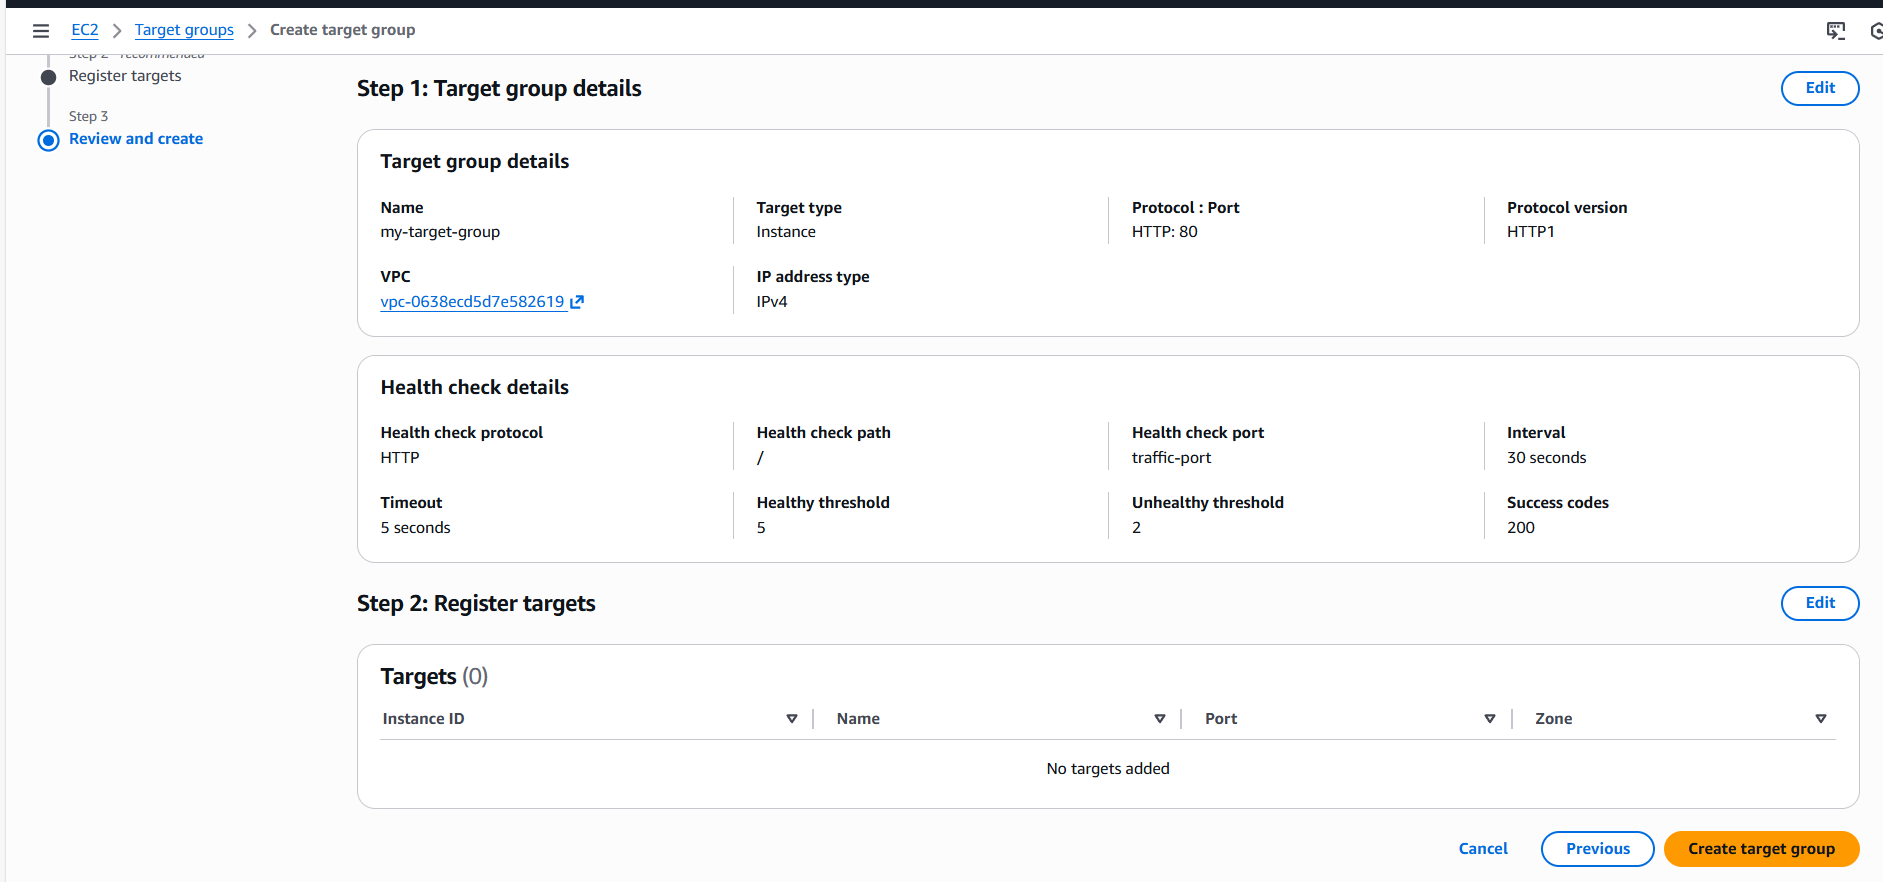 EC2 > Target groups > Create target group
Step 2 - recommended
Register targets
Step 3
Review and create
Step 1: Target group details
Edit
Target group details
Name
my-target-group
Target type
Instance
Protocol : Port
HTTP: 80
Protocol version
HTTP1
VPC
vpc-0638ecd5d7e582619
IP address type
IPv4
Health check details
Health check protocol
HTTP
Health check path
/
Health check port
traffic-port
Interval
30 seconds
Timeout
5 seconds
Healthy threshold
5
Unhealthy threshold
2
Success codes
200
Step 2: Register targets
Edit
Targets (0)
Instance ID Name Port Zone
No targets added
Cancel Previous Create target group